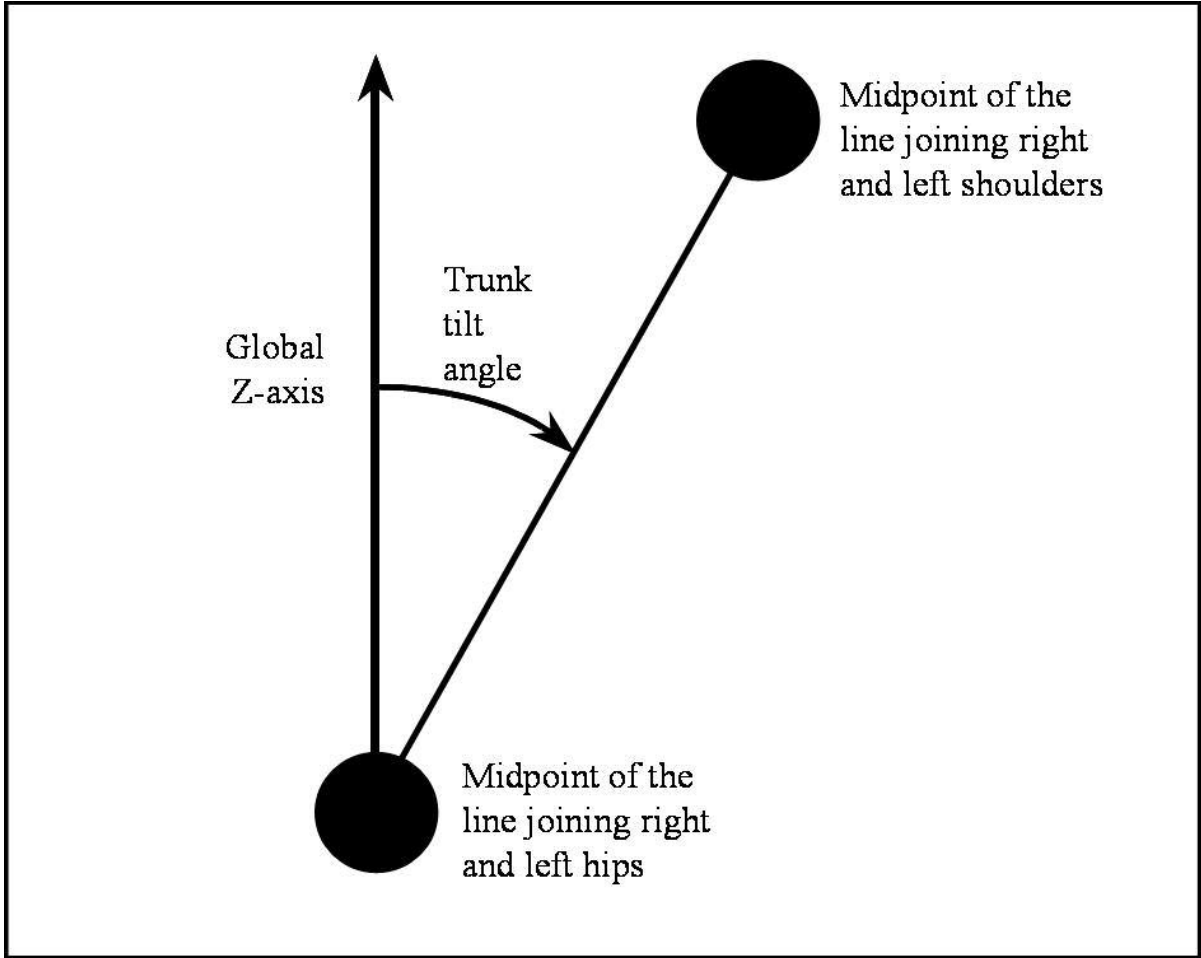 Midpoint of the
line joining right
and left shoulders
Trunk
tilt
angle
Global
Z-axis
Midpoint of the
line joining right
and left hips